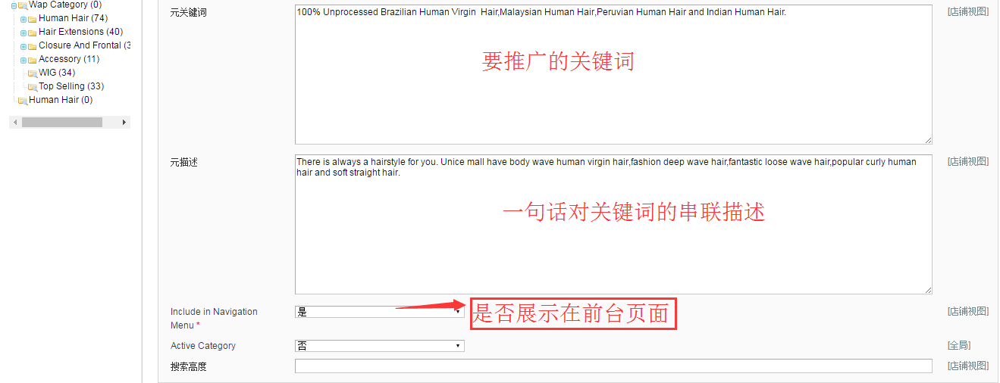 Wap Category (0)
Human Hair (74)
Hair Extensions (40)
Closure And Frontal (3
Accessory (11)
WIG (34)
Top Selling (33)
Human Hair (0)
元关键词
100% Unprocessed Brazilian Human Virgin  Hair,Malaysian Human Hair,Peruvian Human Hair and Indian Human Hair.
[店铺视图]
要推广的关键词
元描述
There is always a hairstyle for you. Unice mall have body wave human virgin hair,fashion deep wave hair,fantastic loose wave hair,popular curly human
hair and soft straight hair.
[店铺视图]
一句话对关键词的串联描述
Include in Navigation
Menu *
是
是否展示在前台页面
[店铺视图]
Active Category
否
[全局]
搜索高度
[店铺视图]